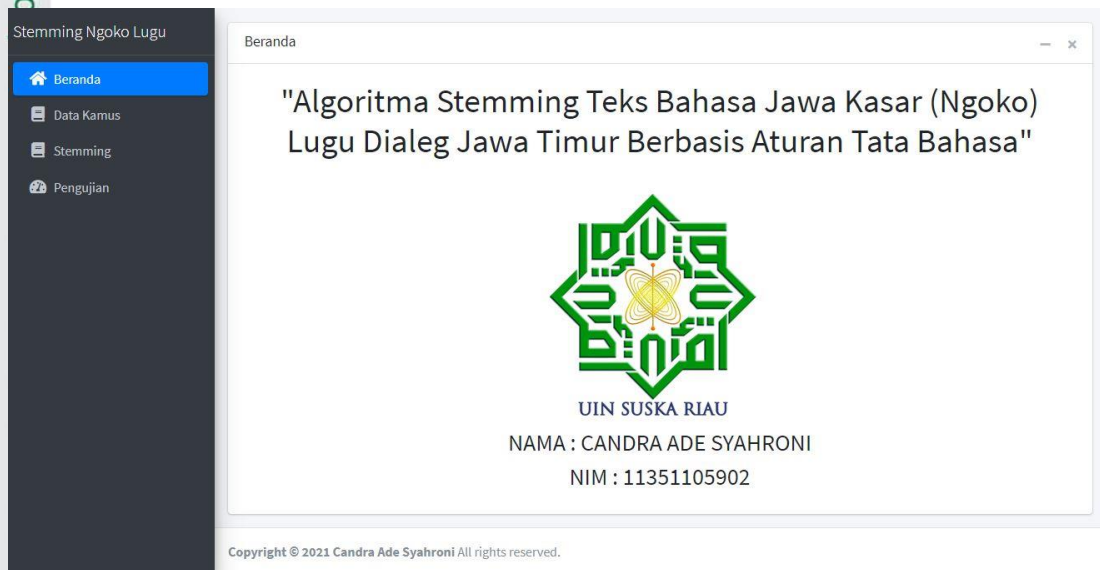 Stemming Ngoko Lugu
Beranda
Data Kamus
Stemming
Pengujian
Beranda
"Algoritma Stemming Teks Bahasa Jawa Kasar (Ngoko)
Lugu Dialeg Jawa Timur Berbasis Aturan Tata Bahasa"
UIN SUSKA RIAU
NAMA : CANDRA ADE SYAHRONI
NIM : 11351105902
Copyright © 2021 Candra Ade Syahroni All rights reserved.